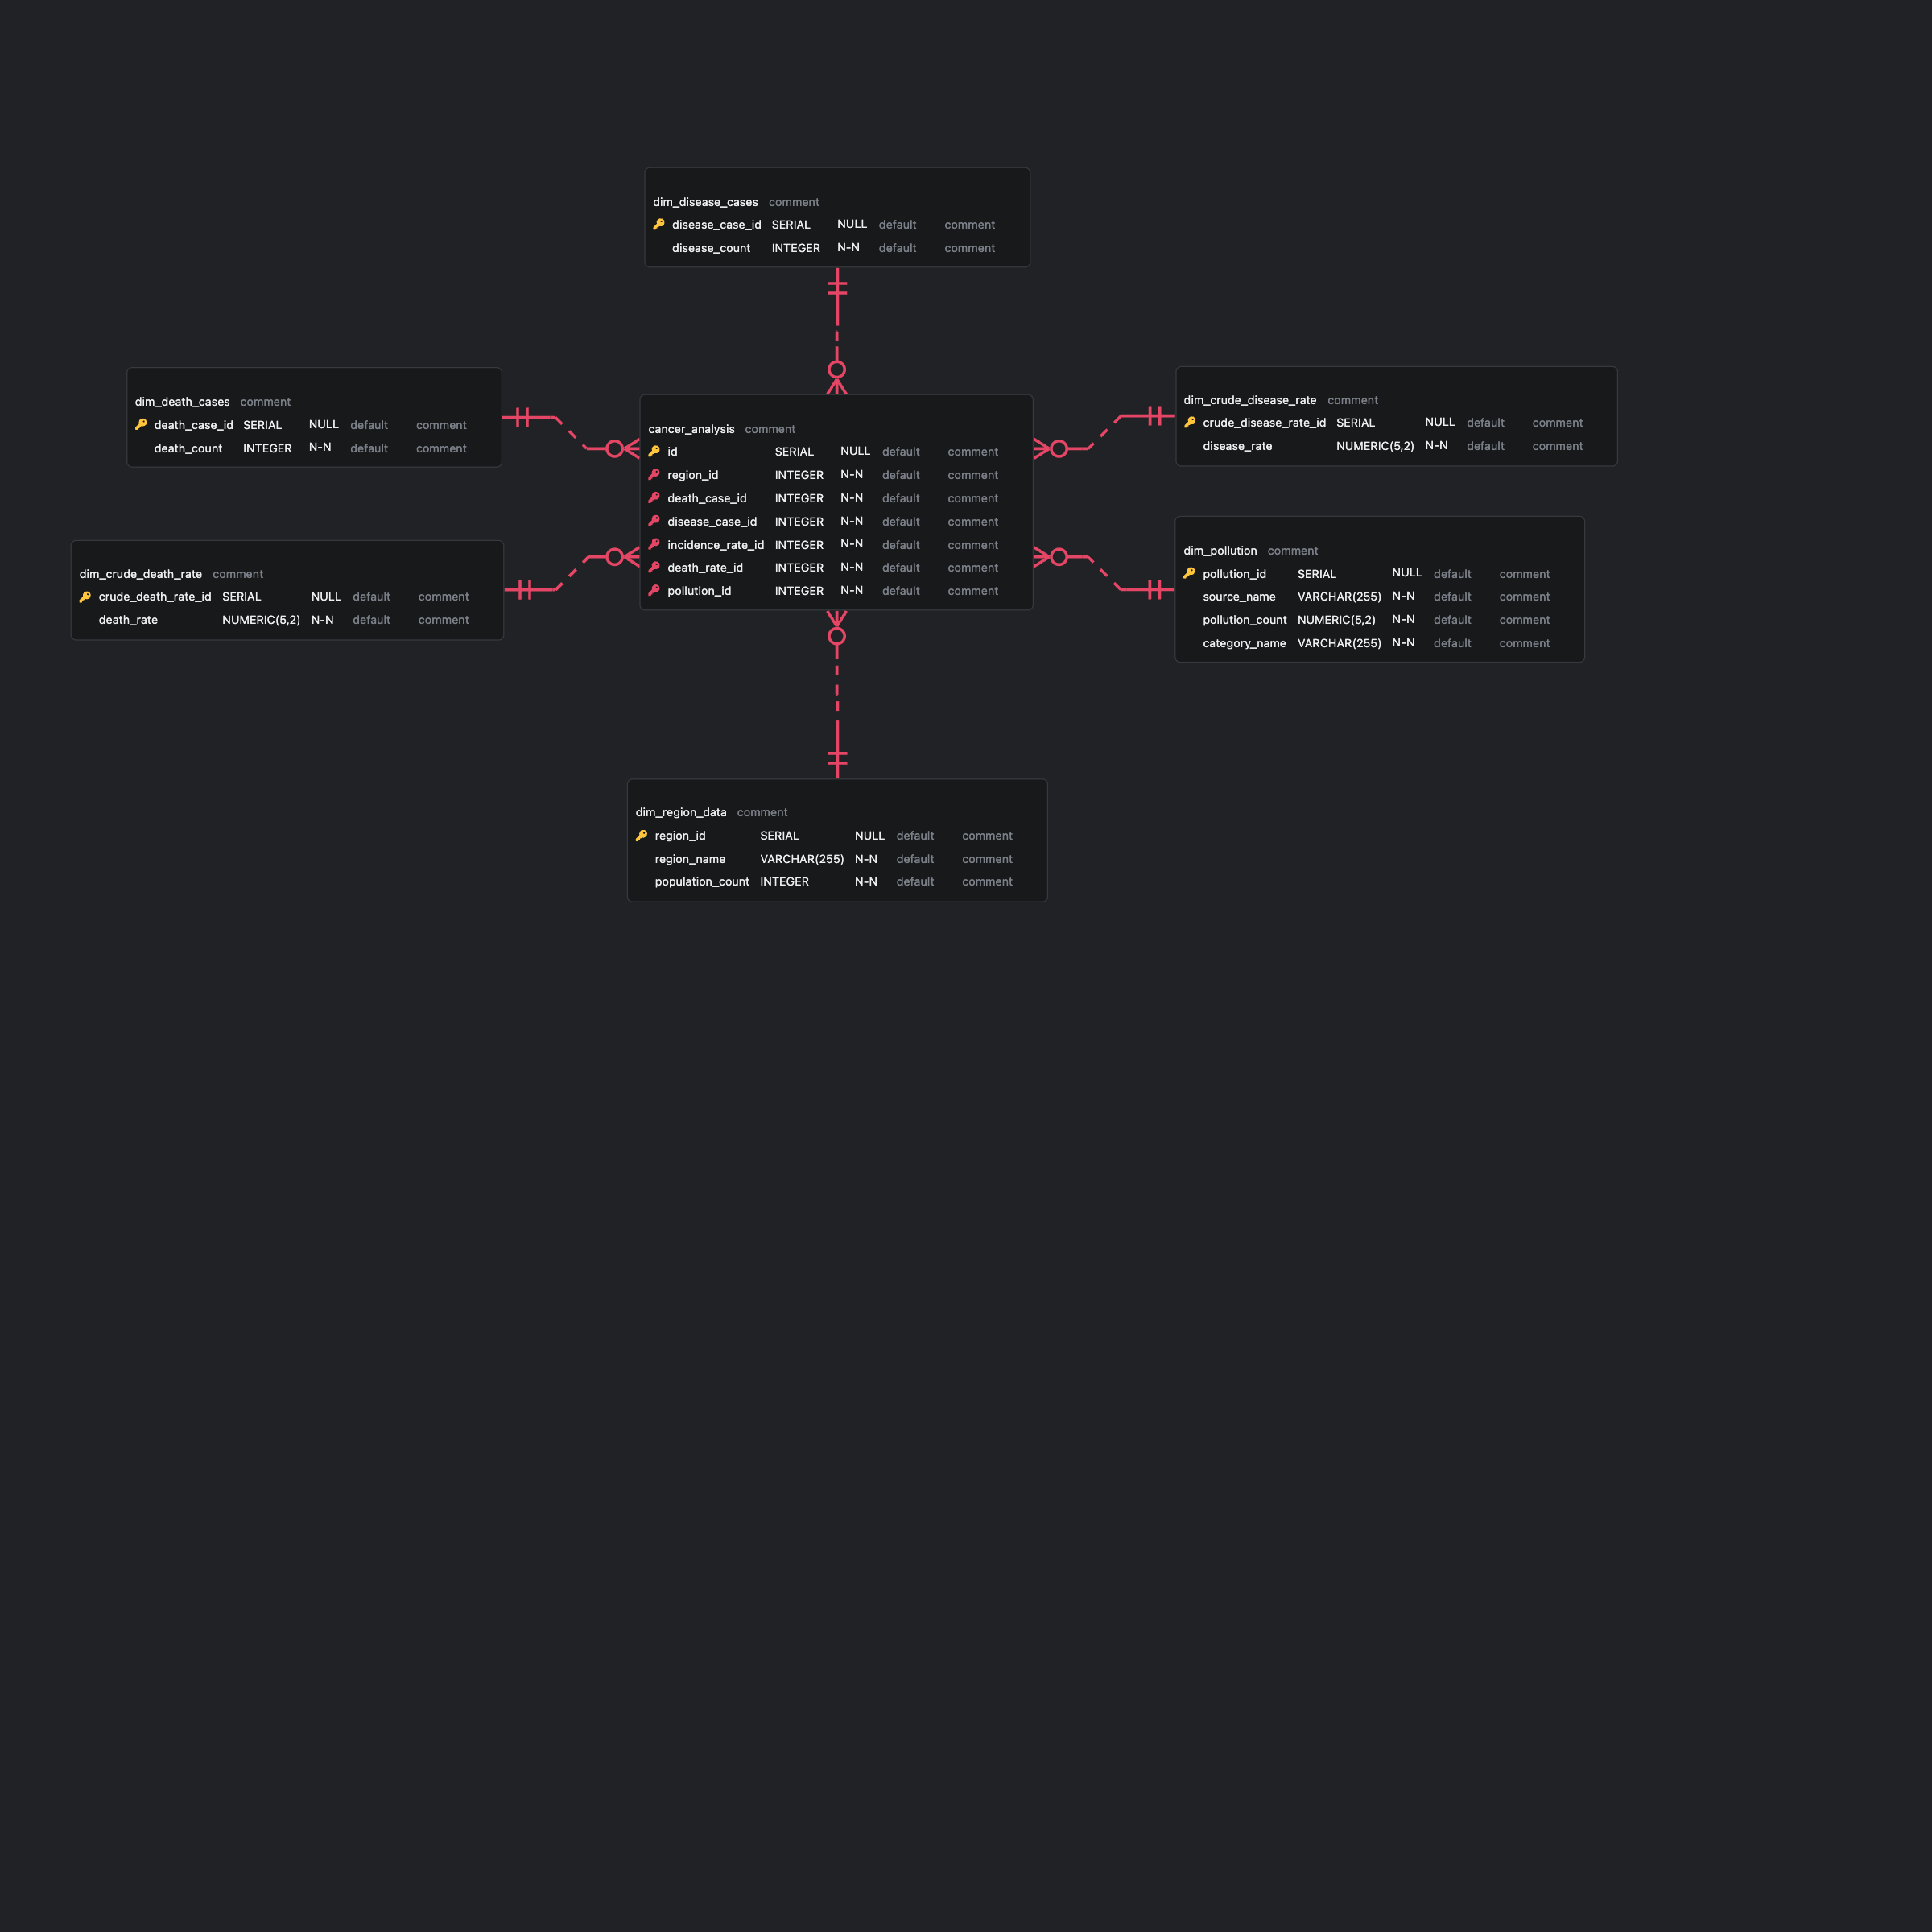 dim_disease_cases comment
disease_case_id SERIAL NULL default comment
disease_count INTEGER N-N default comment
dim_death_cases comment
death_case_id SERIAL NULL default comment
death_count INTEGER N-N default comment
dim_crude_disease_rate comment
crude_disease_rate_id SERIAL NULL default comment
disease_rate NUMERIC(5,2) N-N default comment
cancer_analysis comment
id SERIAL NULL default comment
region_id INTEGER N-N default comment
death_case_id INTEGER N-N default comment
disease_case_id INTEGER N-N default comment
incidence_rate_id INTEGER N-N default comment
death_rate_id INTEGER N-N default comment
pollution_id INTEGER N-N default comment
dim_crude_death_rate comment
crude_death_rate_id SERIAL NULL default comment
death_rate NUMERIC(5,2) N-N default comment
dim_pollution comment
pollution_id SERIAL NULL default comment
source_name VARCHAR(255) N-N default comment
pollution_count NUMERIC(5,2) N-N default comment
category_name VARCHAR(255) N-N default comment
dim_region_data comment
region_id SERIAL NULL default comment
region_name VARCHAR(255) N-N default comment
population_count INTEGER N-N default comment